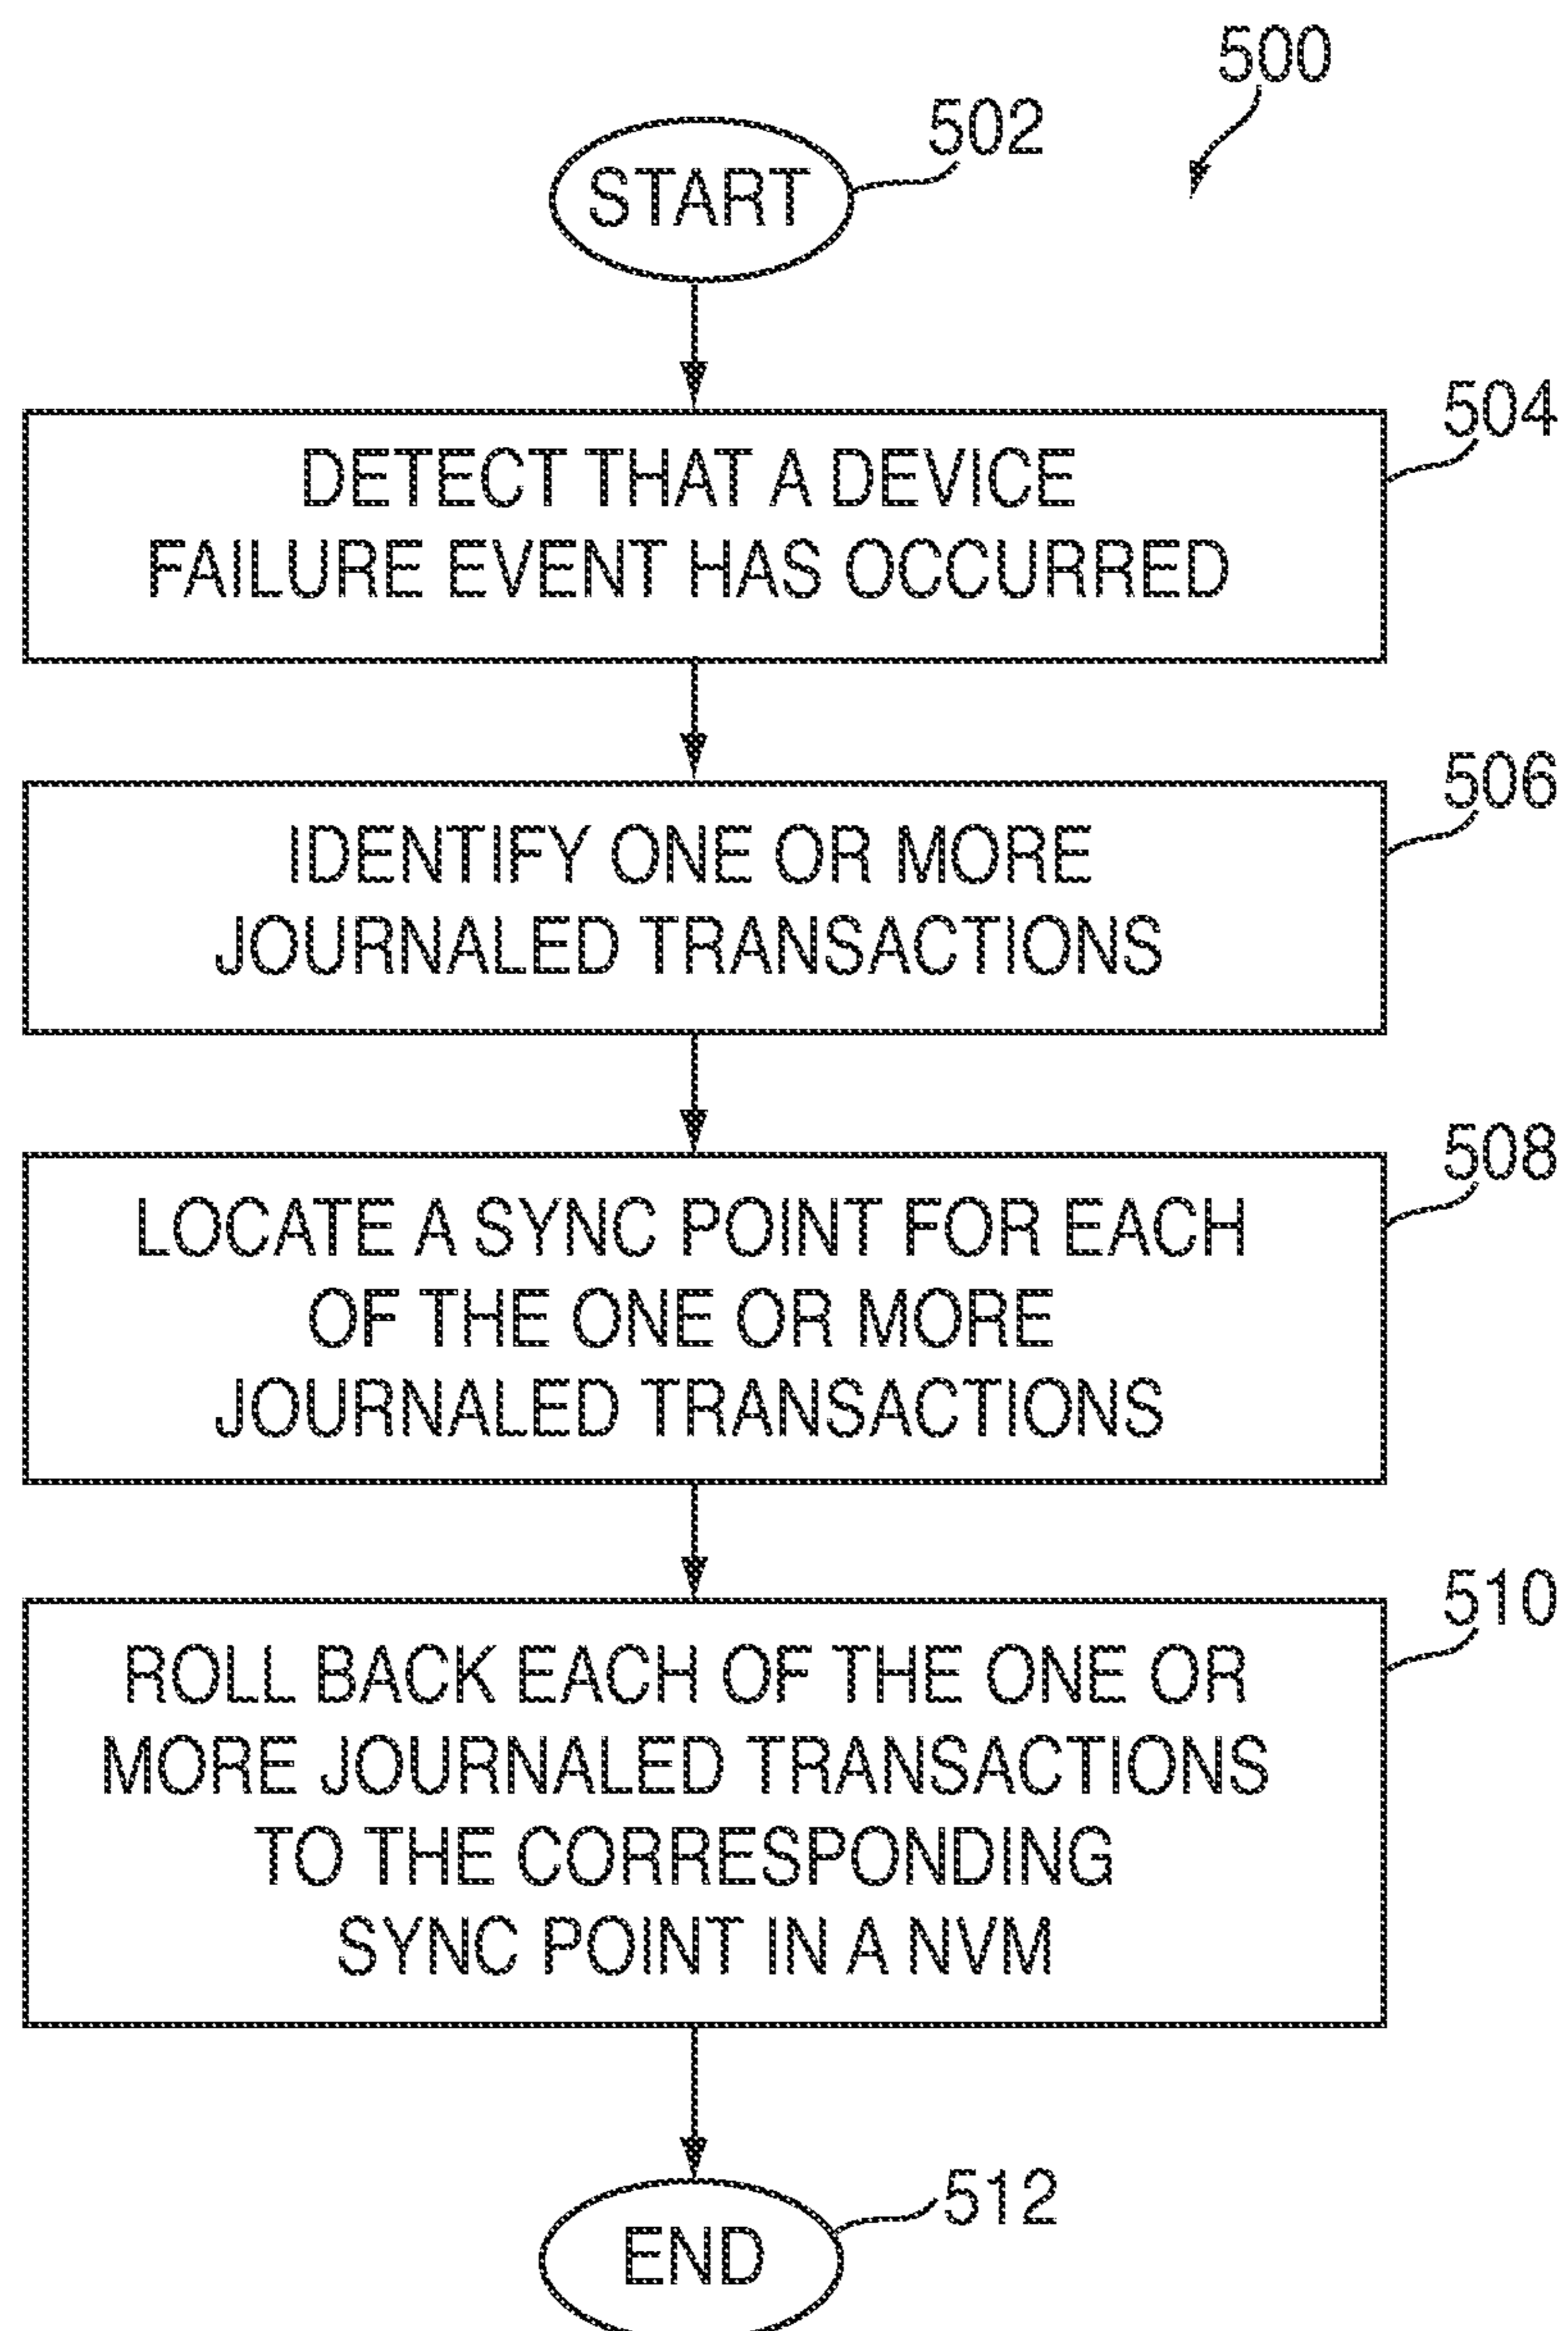 500
502
START
504
DETECT THAT A DEVICE
FAILURE EVENT HAS OCCURRED
506
IDENTIFY ONE OR MORE
JOURNALED TRANSACTIONS
508
LOCATE A SYNC POINT FOR EACH
OF THE ONE OR MORE
JOURNALED TRANSACTIONS
510
ROLL BACK EACH OF THE ONE OR
MORE JOURNALED TRANSACTIONS
TO THE CORRESPONDING
SYNC POINT IN A NVM
512
END